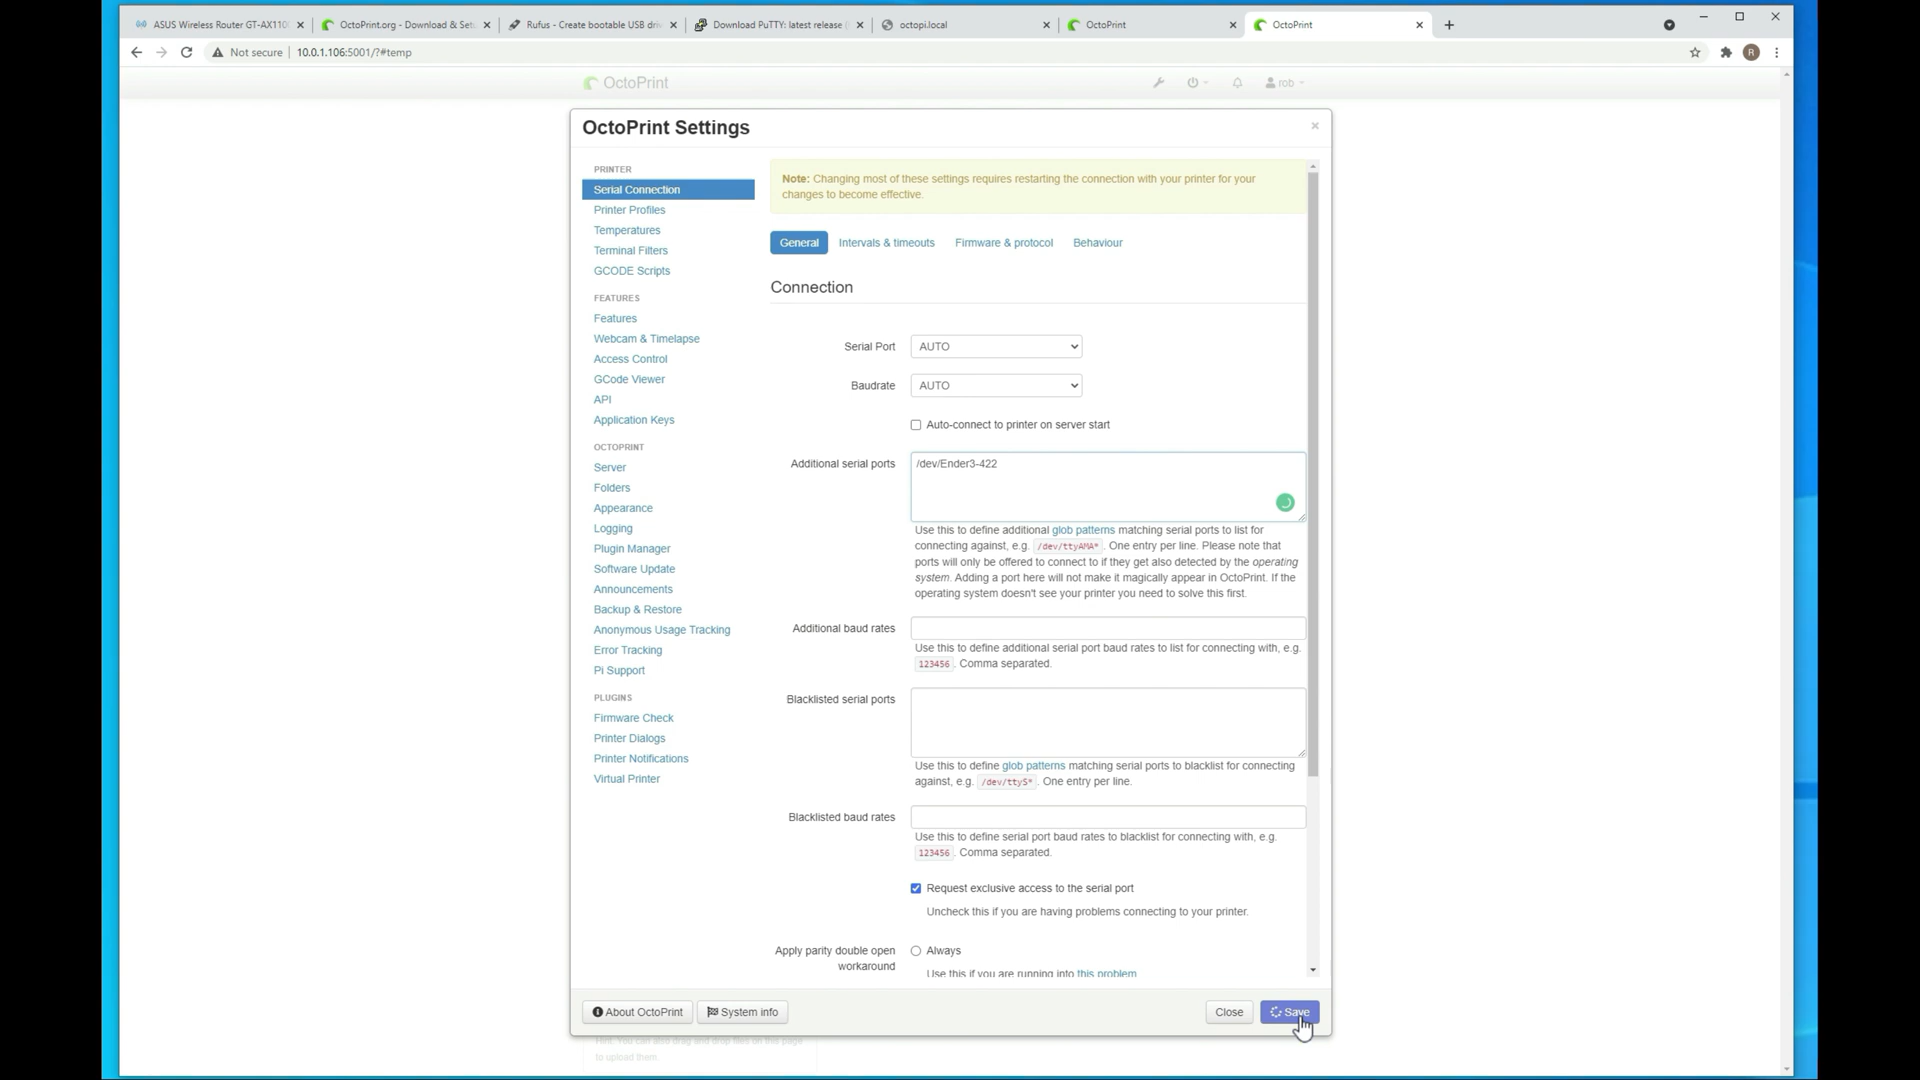 ASUS Wireless Router GT-AX110
OctoPrint.org - Download & Set
Rufus - Create bootable USB dri
Download PuTTY: latest release (
octopi.local
OctoPrint
OctoPrint
Not secure
10.0.1.106:5001/?#temp
R
OctoPrint
rob
OctoPrint Settings
×
PRINTER
Serial Connection
Printer Profiles
Temperatures
Terminal Filters
GCODE Scripts
FEATURES
Features
Webcam & Timelapse
Access Control
GCode Viewer
API
Application Keys
OCTOPRINT
Server
Folders
Appearance
Logging
Plugin Manager
Software Update
Announcements
Backup & Restore
Anonymous Usage Tracking
Error Tracking
Pi Support
PLUGINS
Firmware Check
Printer Dialogs
Printer Notifications
Virtual Printer
Note: Changing most of these settings requires restarting the connection with your printer for your
changes to become effective.
General
Intervals & timeouts
Firmware & protocol
Behaviour
Connection
Serial Port
AUTO
Baudrate
AUTO
Auto-connect to printer on server start
Additional serial ports
/dev/Ender3-422
Use this to define additional glob patterns matching serial ports to list for
connecting against, e.g. /dev/ttyAMA* . One entry per line. Please note that
ports will only be offered to connect to if they get also detected by the operating
system. Adding a port here will not make it magically appear in OctoPrint. If the
operating system doesn't see your printer you need to solve this first.
Additional baud rates
Use this to define additional serial port baud rates to list for connecting with, e.g.
123456 . Comma separated.
Blacklisted serial ports
Use this to define glob patterns matching serial ports to blacklist for connecting
against, e.g. /dev/ttyS* . One entry per line.
Blacklisted baud rates
Use this to define serial port baud rates to blacklist for connecting with, e.g.
123456 . Comma separated.
Request exclusive access to the serial port
Uncheck this if you are having problems connecting to your printer.
Apply parity double open
workaround
Always
Use this if you are running into this problem
About OctoPrint
System info
Close
Save
Hint: You can also drag and drop files on this page
to upload them.